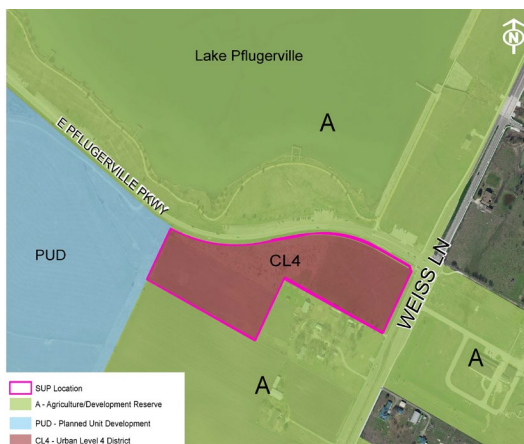 Lake Pflugerville
N
A
E PFLUGERVILLE PKWY
PUD
CL4
WEISS LN
A
A
SUP Location
A - Agriculture/Development Reserve
PUD - Planned Unit Development
CL4 - Urban Level 4 District